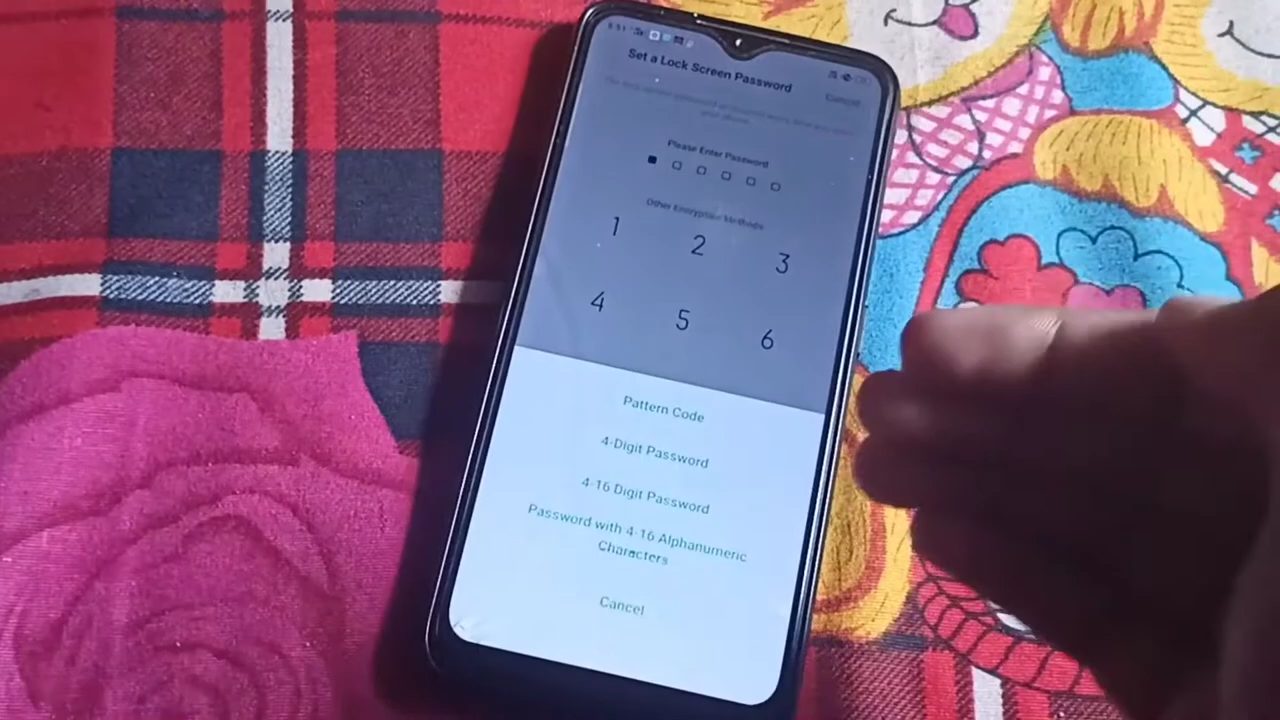 Set a Lock Screen Password
Cancel
Please Enter Password
Other Encryption Methods
1 2 3
4 5 6
Pattern Code
4-Digit Password
4-16 Digit Password
Password with 4-16 Alphanumeric
Characters
Cancel